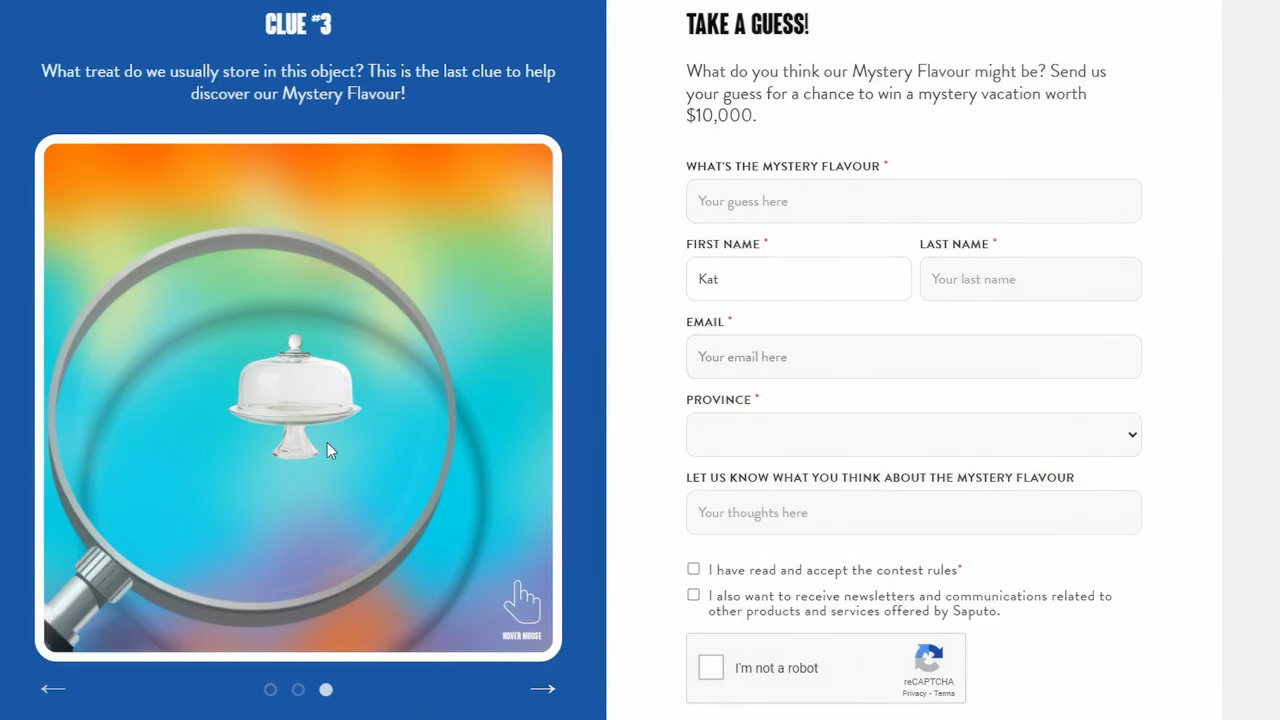 CLUE #3
What treat do we usually store in this object? This is the last clue to help
discover our Mystery Flavour!
HOVER MOUSE
TAKE A GUESS!
What do you think our Mystery Flavour might be? Send us
your guess for a chance to win a mystery vacation worth
$10,000.
WHAT'S THE MYSTERY FLAVOUR *
Your guess here
FIRST NAME * LAST NAME *
Kat Your last name
EMAIL *
Your email here
PROVINCE *
LET US KNOW WHAT YOU THINK ABOUT THE MYSTERY FLAVOUR
Your thoughts here
I have read and accept the contest rules*
I also want to receive newsletters and communications related to
other products and services offered by Saputo.
I'm not a robot
reCAPTCHA
Privacy - Terms